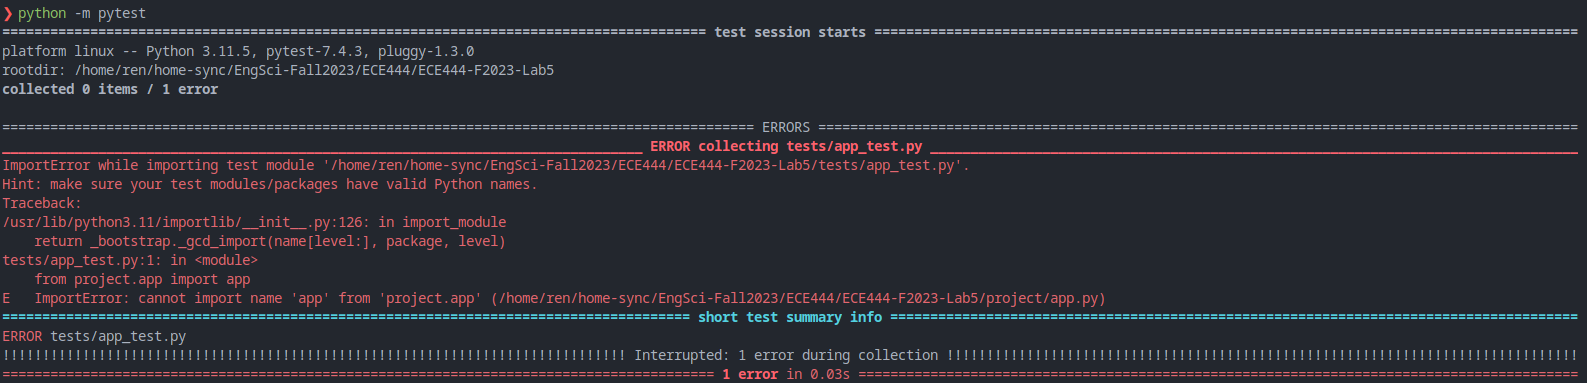 ❯ python -m pytest
======================================================================================== test session starts ========================================================================================
platform linux -- Python 3.11.5, pytest-7.4.3, pluggy-1.3.0
rootdir: /home/ren/home-sync/EngSci-Fall2023/ECE444/ECE444-F2023-Lab5
collected 0 items / 1 error
============================================================================================== ERRORS ===============================================================================================
________________________________________________________________________________ ERROR collecting tests/app_test.py _________________________________________________________________________________
ImportError while importing test module '/home/ren/home-sync/EngSci-Fall2023/ECE444/ECE444-F2023-Lab5/tests/app_test.py'.
Hint: make sure your test modules/packages have valid Python names.
Traceback:
/usr/lib/python3.11/importlib/__init__.py:126: in import_module
    return _bootstrap._gcd_import(name[level:], package, level)
tests/app_test.py:1: in <module>
    from project.app import app
E   ImportError: cannot import name 'app' from 'project.app' (/home/ren/home-sync/EngSci-Fall2023/ECE444/ECE444-F2023-Lab5/project/app.py)
====================================================================================== short test summary info ======================================================================================
ERROR tests/app_test.py
!!!!!!!!!!!!!!!!!!!!!!!!!!!!!!!!!!!!!!!!!!!!!!!!!!!!!!!!!!!!!!!!!!!!!!!!!!!!!! Interrupted: 1 error during collection !!!!!!!!!!!!!!!!!!!!!!!!!!!!!!!!!!!!!!!!!!!!!!!!!!!!!!!!!!!!!!!!!!!!!!!!!!!!!!!
========================================================================================= 1 error in 0.03s ==========================================================================================